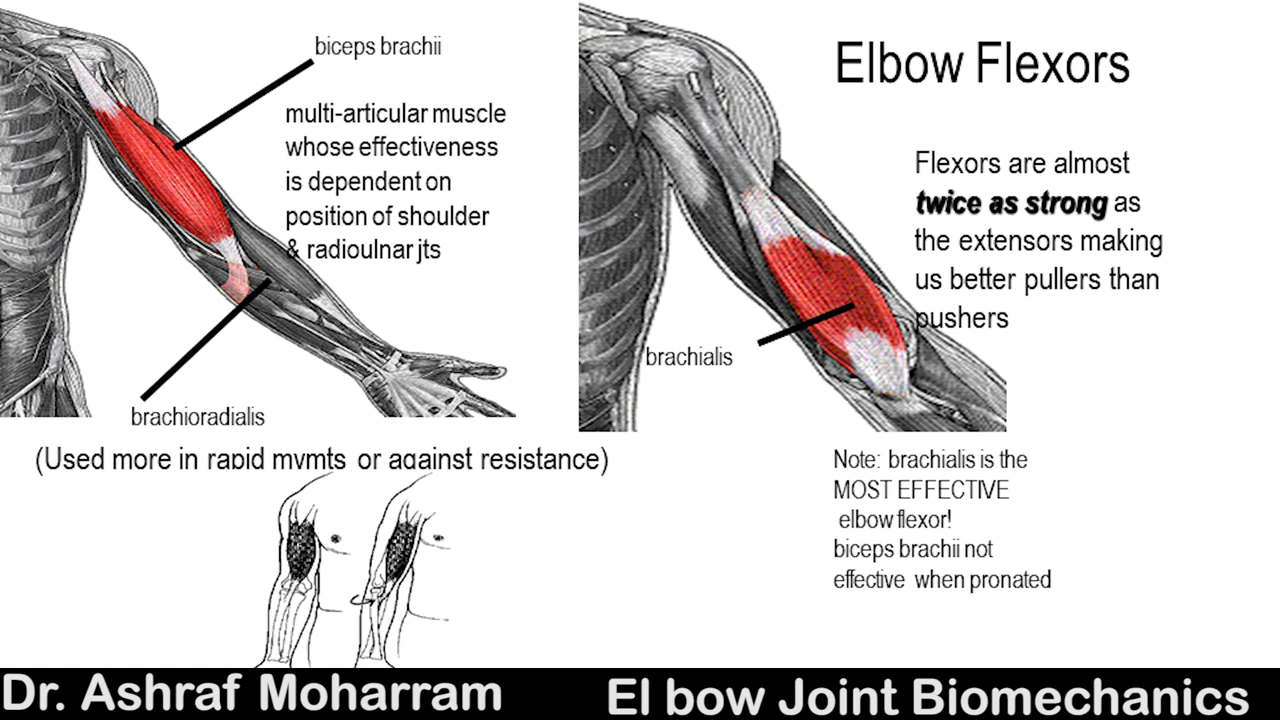 biceps brachii
multi-articular muscle
whose effectiveness
is dependent on
position of shoulder
& radioulnar jts
brachioradialis
(Used more in rapid mvmts or against resistance)
Elbow Flexors
Flexors are almost
twice as strong as
the extensors making
us better pullers than
pushers
brachialis
Note: brachialis is the
MOST EFFECTIVE
elbow flexor!
biceps brachii not
effective when pronated
Dr. Ashraf Moharram
El bow Joint Biomechanics